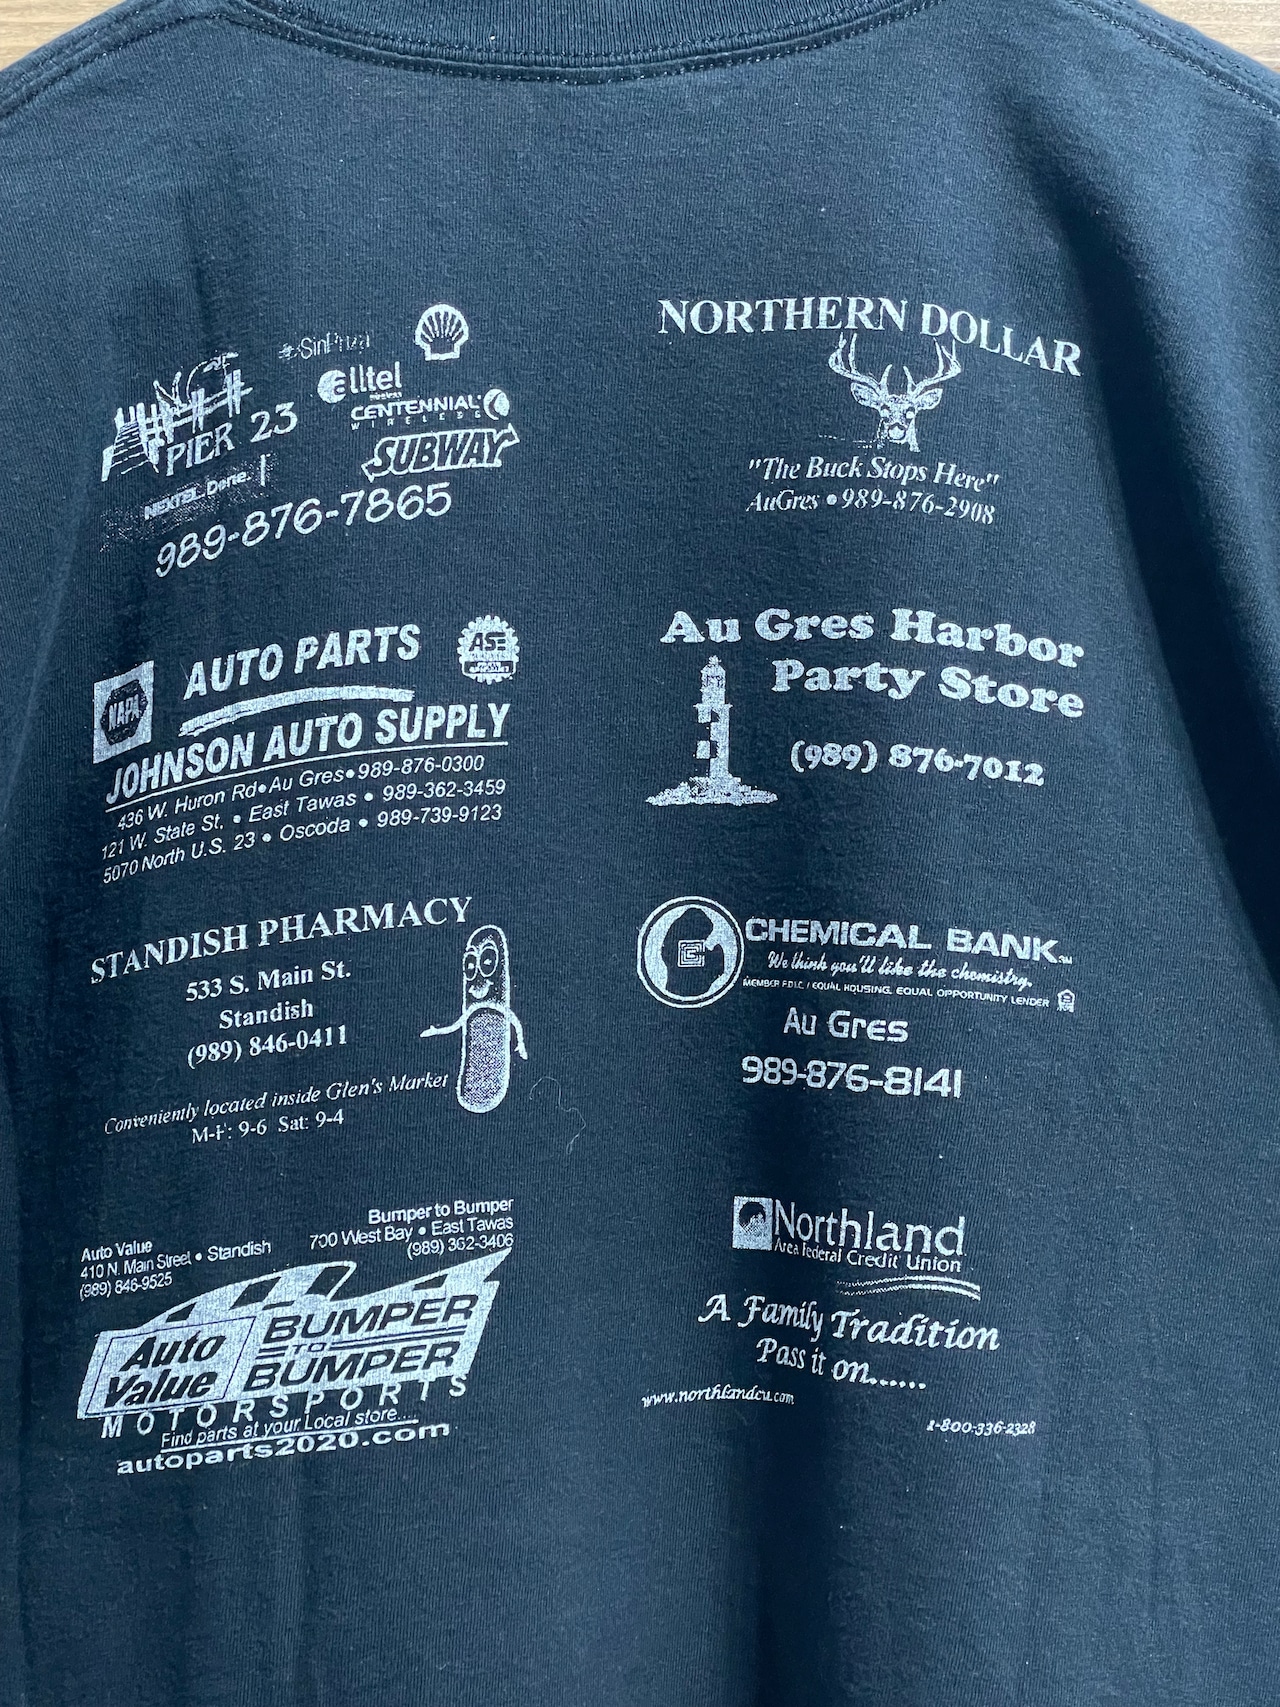 alltel
CENTENNIAL
WIRELESS
SUBWAY
PIER 23
NEXTEL. Done.
989-876-7865
NORTHERN DOLLAR
"The Buck Stops Here"
AuGres • 989-876-2908
NAPA
AUTO PARTS
ASE
JOHNSON AUTO SUPPLY
436 W. Huron Rd • Au Gres • 989-876-0300
121 W. State St. • East Tawas • 989-362-3459
5070 North U.S. 23 • Oscoda • 989-739-9123
Au Gres Harbor
Party Store
(989) 876-7012
STANDISH PHARMACY
533 S. Main St.
Standish
(989) 846-0411
Conveniently located inside Glen's Market
M-F: 9-6 Sat: 9-4
CHEMICAL BANK
We think you'll like the chemistry.
MEMBER F.D.I.C. / EQUAL HOUSING, EQUAL OPPORTUNITY LENDER
Au Gres
989-876-8141
Auto Value
410 N. Main Street • Standish
(989) 846-9525
Bumper to Bumper
700 West Bay • East Tawas
(989) 362-3406
Auto
Value
BUMPER
TO
BUMPER
MOTORSPORTS
Find parts at your Local store...
autoparts2020.com
Northland
Area Federal Credit Union
A Family Tradition
Pass it on......
www.northlandcu.com
1-800-336-2328